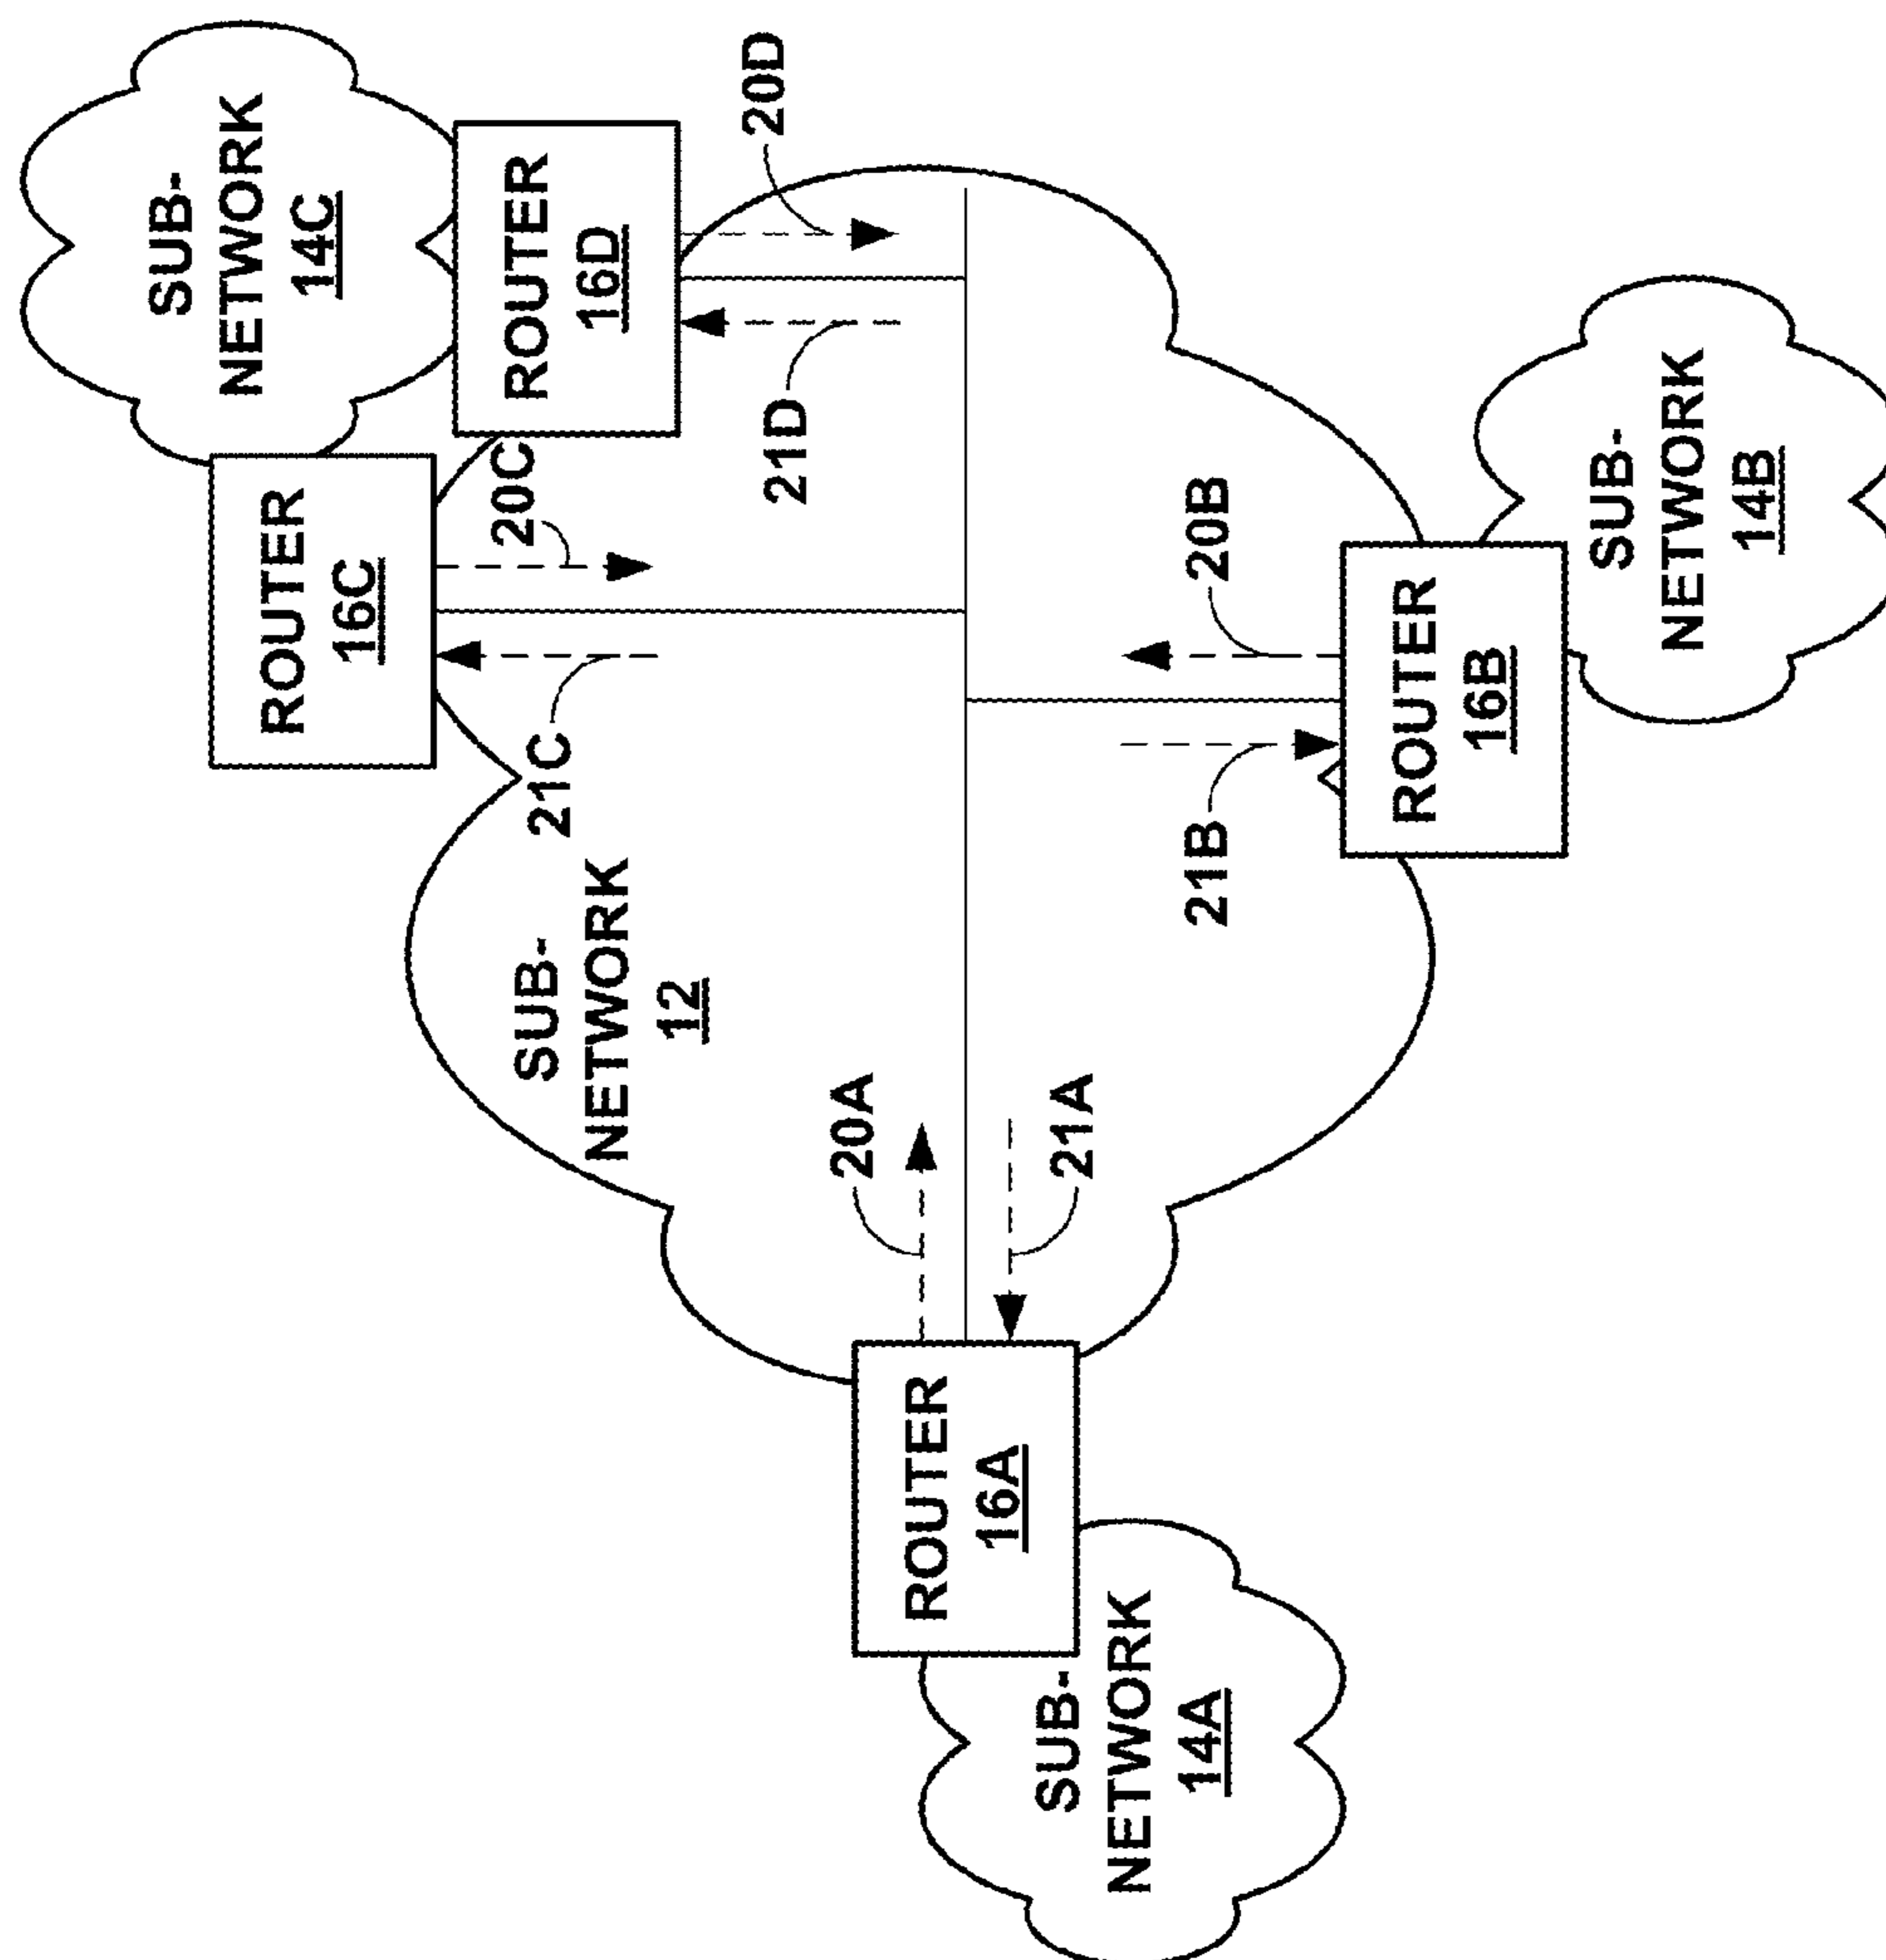 SUB-
NETWORK
14C
ROUTER
16C
20C
ROUTER
16D
21C
SUB-
NETWORK
12
20D
21D
20A
ROUTER
16A
21A
SUB-
NETWORK
14A
21B
20B
ROUTER
16B
SUB-
NETWORK
14B